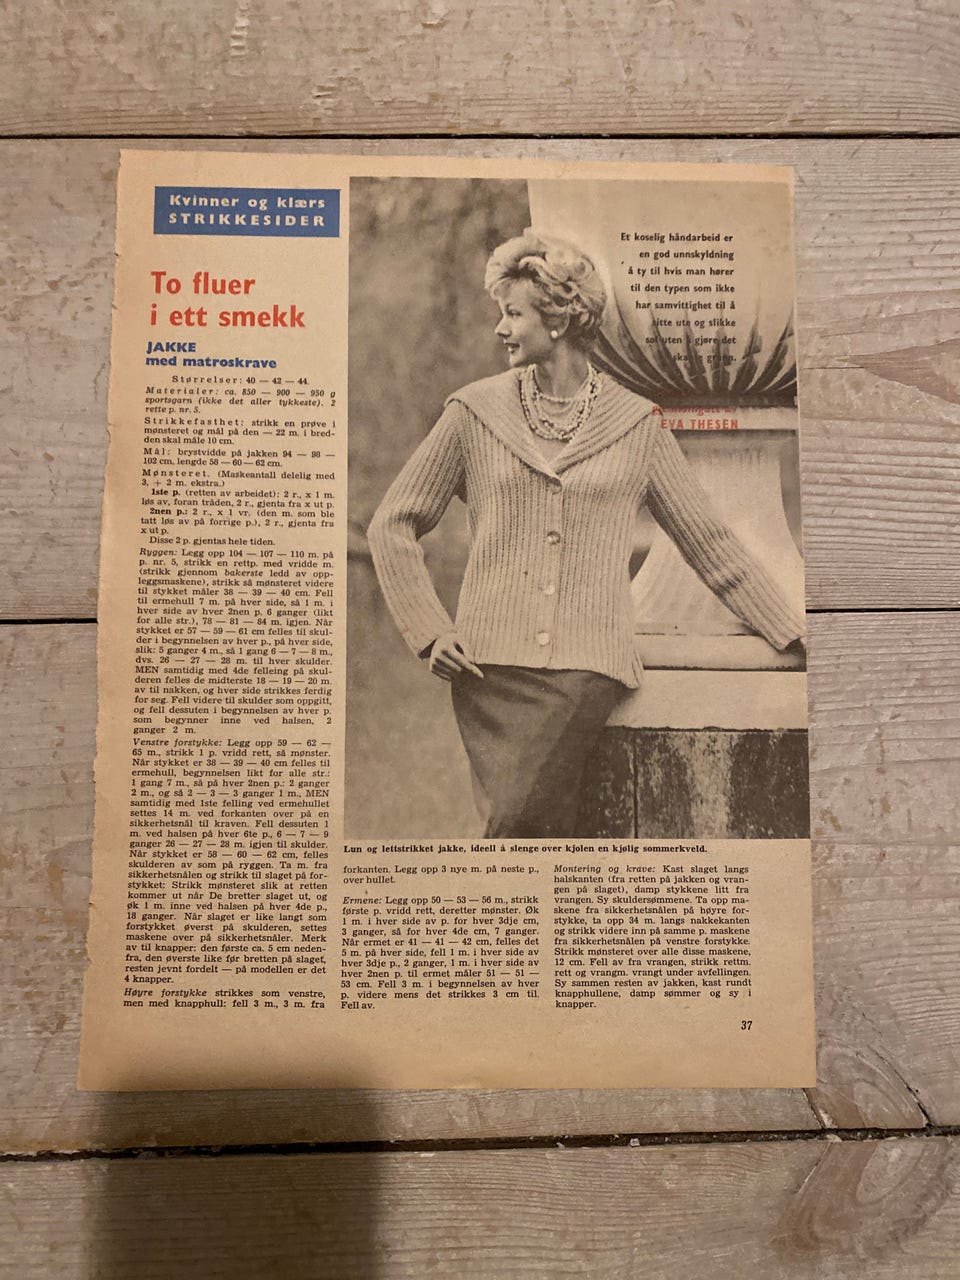 Kvinner og klærs
STRIKKESIDER
To fluer
i ett smekk
JAKKE
med matroskrave
Størrelser: 40 — 42 — 44.
Materialer: ca. 850 — 900 — 950 g
sportsgarn (ikke det aller tykkeste). 2
rette p. nr. 5.
Strikkefasthet: strikk en prøve i
mønsteret og mål på den — 22 m. i bred-
den skal måle 10 cm.
Mål: brystvidde på jakken 94 — 98 —
102 cm, lengde 58 — 60 — 62 cm.
Mønsteret. (Maskeantall delelig med
3, + 2 m. ekstra.)
1ste p. (retten av arbeidet): 2 r., x 1 m.
løs av, foran tråden, 2 r., gjenta fra x ut p.
2nen p.: 2 r., x 1 vr. (den m. som ble
tatt løs av på forrige p.), 2 r., gjenta fra
x ut p.
Disse 2 p. gjentas hele tiden.
Ryggen: Legg opp 104 — 107 — 110 m. på
p. nr. 5, strikk en rettp. med vridde m.
(strikk gjennom bakerste ledd av opp-
leggsmaskene), strikk så mønsteret videre
til stykket måler 38 — 39 — 40 cm. Fell
til ermehull 7 m. på hver side, så 1 m. i
hver side av hver 2nen p. 6 ganger (likt
for alle str.), 78 — 81 — 84 m. igjen. Når
stykket er 57 — 59 — 61 cm felles til skul-
der i begynnelsen av hver p., på hver side,
slik: 5 ganger 4 m., så 1 gang 6 — 7 — 8 m.,
dvs. 26 — 27 — 28 m. til hver skulder.
MEN samtidig med 4de felleing på skul-
deren felles de midterste 18 — 19 — 20 m.
av til nakken, og hver side strikkes ferdig
for seg. Fell videre til skulder som oppgitt,
og fell dessuten i begynnelsen av hver p.
som begynner inne ved halsen, 2
ganger 2 m.
Venstre forstykke: Legg opp 59 — 62 —
65 m., strikk 1 p. vridd rett, så mønster.
Når stykket er 38 — 39 — 40 cm felles til
ermehull, begynnelsen likt for alle str.:
1 gang 7 m., så på hver 2nen p.: 2 ganger
2 m., og så 2 — 3 — 3 ganger 1 m., MEN
samtidig med 1ste felling ved ermehullet
settes 14 m. ved forkanten over på en
sikkerhetsnål til kraven. Fell dessuten 1
m. ved halsen på hver 6te p., 6 — 7 — 9
ganger 26 — 27 — 28 m. igjen til skulder.
Når stykket er 58 — 60 — 62 cm, felles
skulderen av som på ryggen. Ta m. fra
sikkerhetsnålen og strikk til slaget på for-
stykket: Strikk mønsteret slik at retten
kommer ut når De bretter slaget ut, og
øk 1 m. inne ved halsen på hver 4de p.,
18 ganger. Når slaget er like langt som
forstykket øverst på skulderen, settes
maskene over på sikkerhetsnåler. Merk
av til knapper: den første ca. 5 cm neden-
fra, den øverste like før bretten på slaget,
resten jevnt fordelt — på modellen er det
4 knapper.
Høyre forstykke strikkes som venstre,
men med knapphull: fell 3 m., 3 m. fra
Et koselig håndarbeid er
en god unnskyldning
å ty til hvis man hører
til den typen som ikke
har samvittighet til å
sitte ute og slikke
sol uten å gjøre det
EVA THESEN
Lun og lettstrikket jakke, ideell å slenge over kjolen en kjølig sommerkveld.
forkanten. Legg opp 3 nye m. på neste p.,
over hullet.
Ermene: Legg opp 50 — 53 — 56 m., strikk
første p. vridd rett, deretter mønster. Øk
1 m. i hver side av p. for hver 3dje cm,
3 ganger, så for hver 4de cm, 7 ganger.
Når ermet er 41 — 41 — 42 cm, felles det
5 m. på hver side, fell 1 m. i hver side av
hver 3dje p., 2 ganger, 1 m. i hver side av
hver 2nen p. til ermet måler 51 — 51 —
53 cm. Fell 3 m. i begynnelsen av hver
p. videre mens det strikkes 3 cm til.
Fell av.
Montering og krave: Kast slaget langs
halskanten (fra retten på jakken og vran-
gen på slaget), damp stykkene litt fra
vrangen. Sy skuldersømmene. Ta opp ma-
skene fra sikkerhetsnålen på høyre for-
stykke, ta opp 34 m. langs nakkekanten
og strikk videre inn på samme p. maskene
fra sikkerhetsnålen på venstre forstykke.
Strikk mønsteret over alle disse maskene,
12 cm. Fell av fra vrangen, strikk rettm.
rett og vrangm. vrangt under avfellingen.
Sy sammen resten av jakken, kast rundt
knapphullene, damp sømmer og sy i
knapper.
37